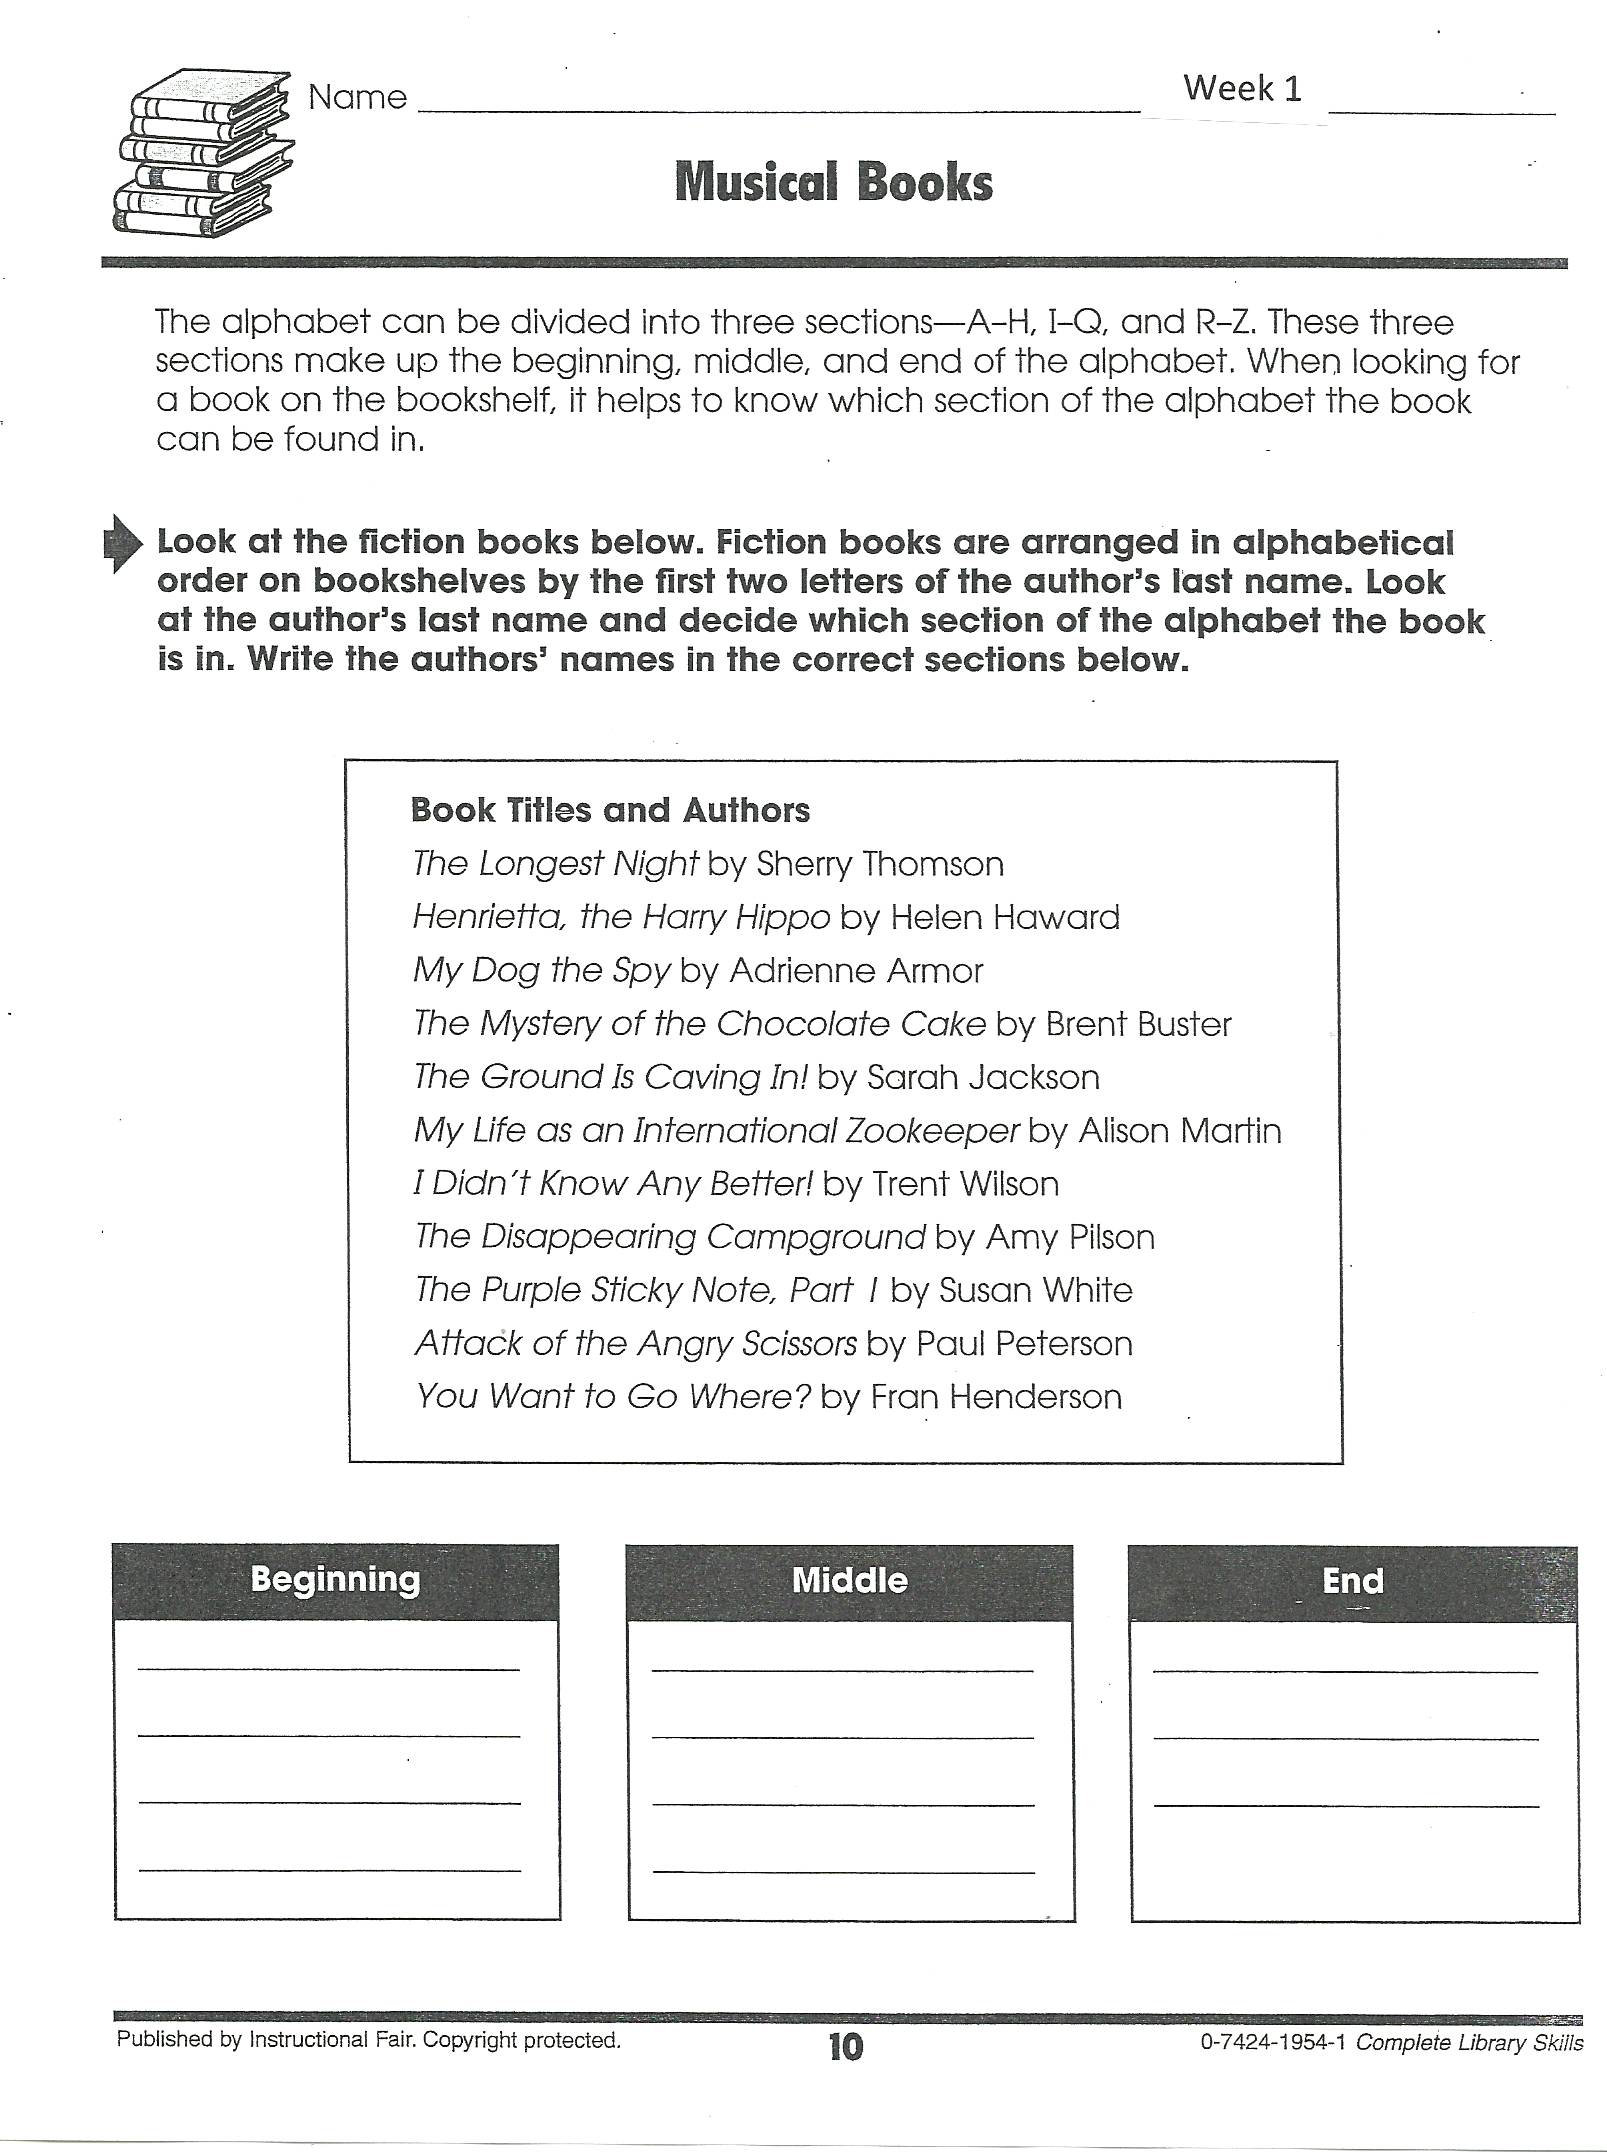 Name
Week 1
Musical Books
The alphabet can be divided into three sections—A–H, I–Q, and R–Z. These three
sections make up the beginning, middle, and end of the alphabet. When looking for
a book on the bookshelf, it helps to know which section of the alphabet the book
can be found in.
Look at the fiction books below. Fiction books are arranged in alphabetical
order on bookshelves by the first two letters of the author's last name. Look
at the author's last name and decide which section of the alphabet the book
is in. Write the authors' names in the correct sections below.
Book Titles and Authors
The Longest Night by Sherry Thomson
Henrietta, the Harry Hippo by Helen Haward
My Dog the Spy by Adrienne Armor
The Mystery of the Chocolate Cake by Brent Buster
The Ground Is Caving In! by Sarah Jackson
My Life as an International Zookeeper by Alison Martin
I Didn't Know Any Better! by Trent Wilson
The Disappearing Campground by Amy Pilson
The Purple Sticky Note, Part I by Susan White
Attack of the Angry Scissors by Paul Peterson
You Want to Go Where? by Fran Henderson
Beginning
Middle
End
Published by Instructional Fair. Copyright protected.
10
0-7424-1954-1 Complete Library Skills